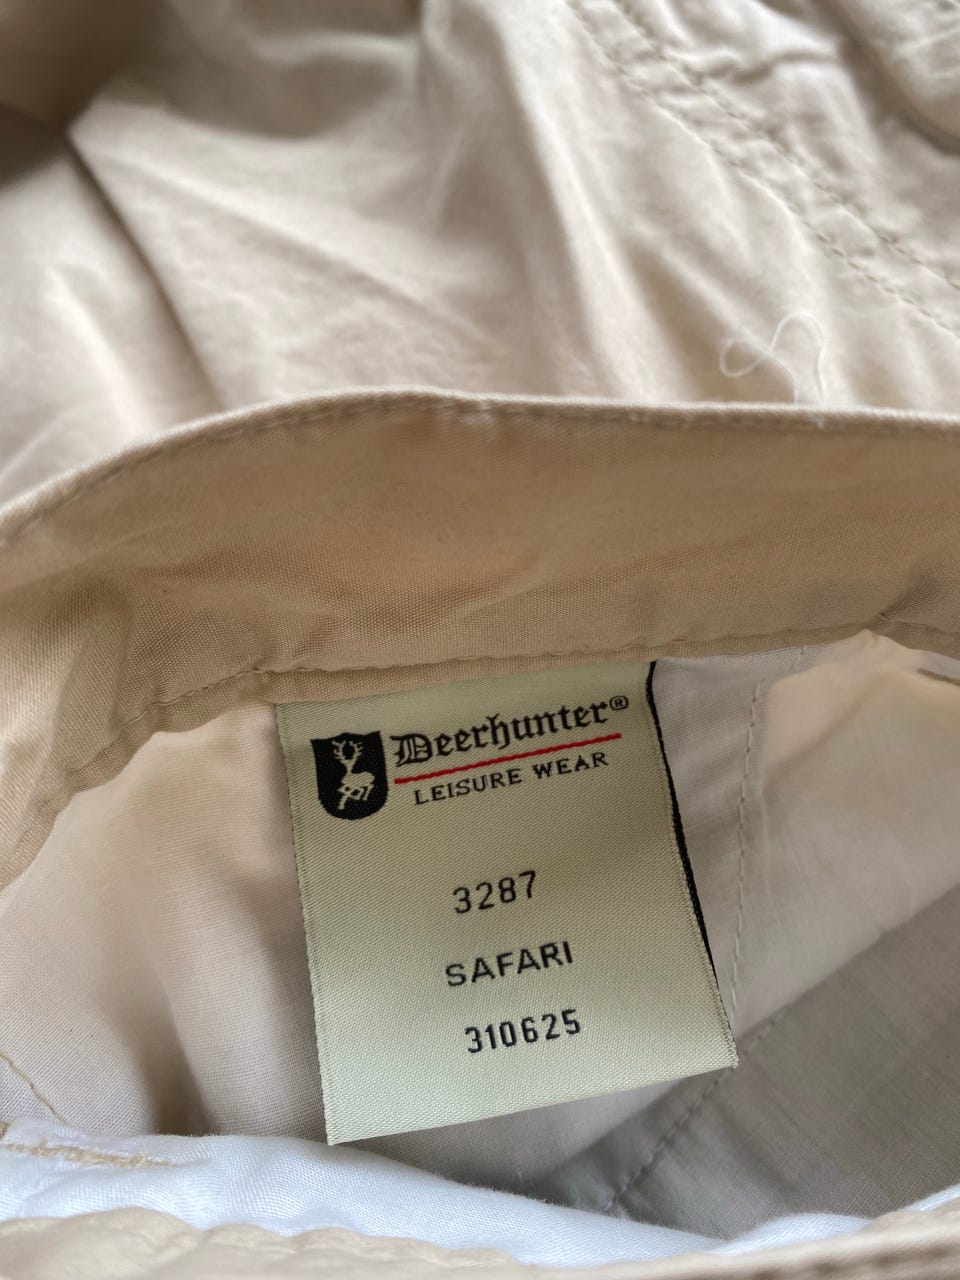 Deerhunter®
LEISURE WEAR
3287
SAFARI
310625